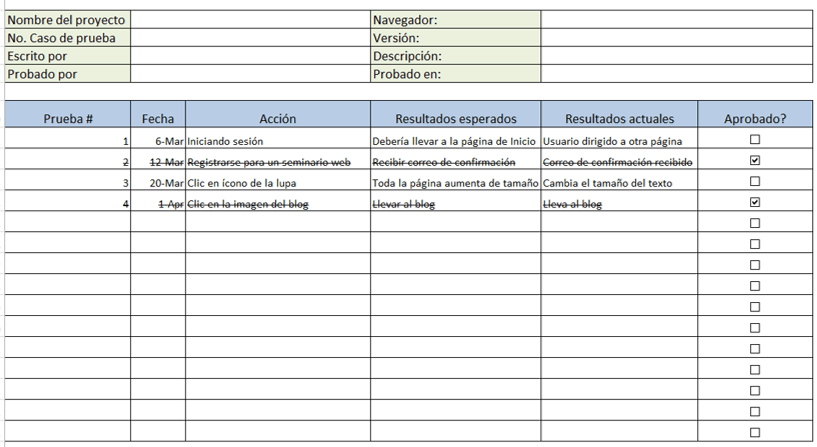 Nombre del proyecto Navegador:
No. Caso de prueba Versión:
Escrito por Descripción:
Probado por Probado en:
Prueba # Fecha Acción Resultados esperados Resultados actuales Aprobado?
1 6-Mar Iniciando sesión Debería llevar a la página de Inicio Usuario dirigido a otra página
2 12-Mar Registrarse para un seminario web Recibir correo de confirmación Correo de confirmación recibido
3 20-Mar Clic en ícono de la lupa Toda la página aumenta de tamaño Cambia el tamaño del texto
4 1-Apr Clic en la imagen del blog Llevar al blog Lleva al blog